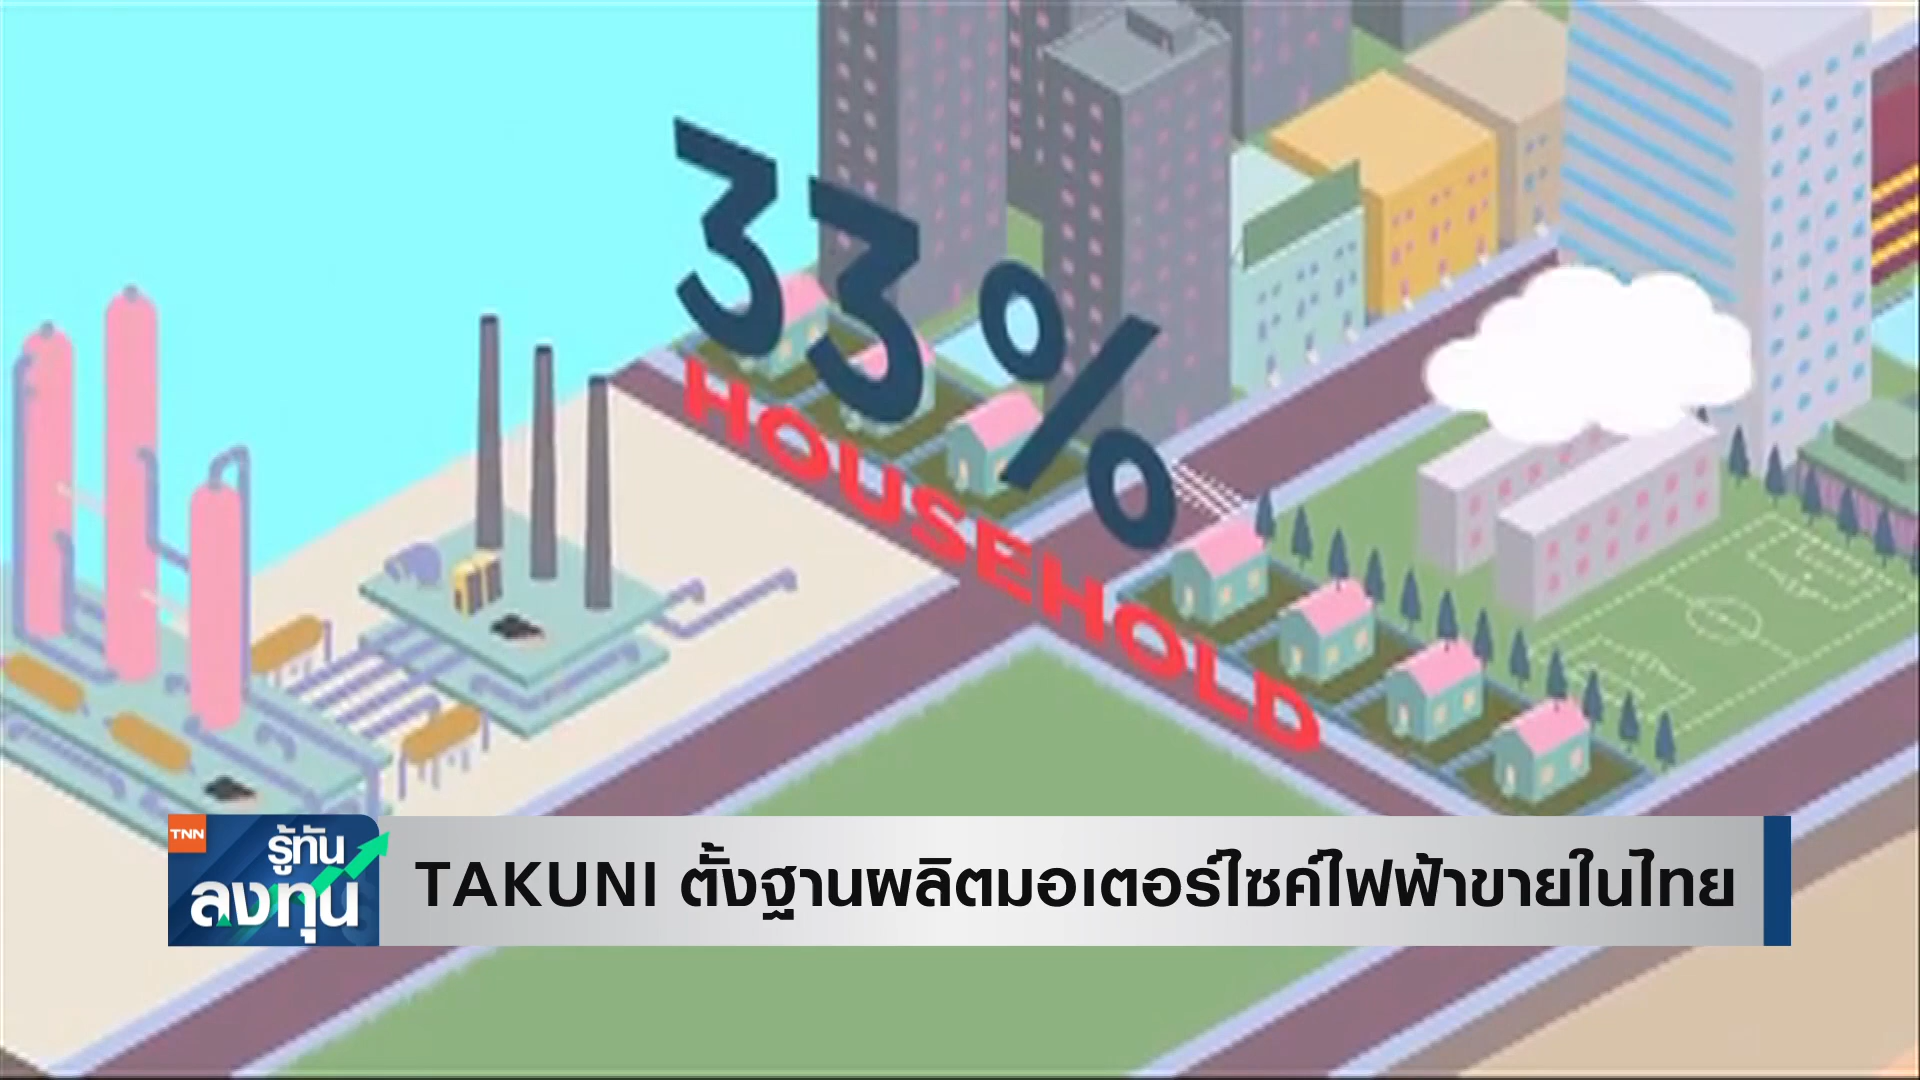 33%
HOUSEHOLD
TNN
รู้ทัน
ลงทุน
TAKUNI ตั้งฐานผลิตมอเตอร์ไซค์ไฟฟ้าขายในไทย